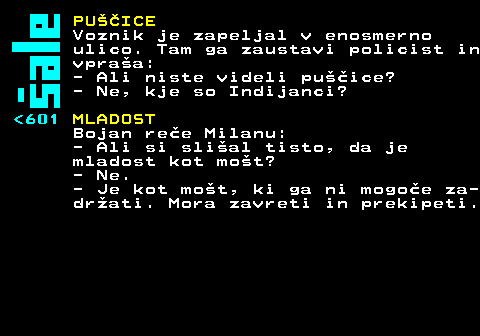 šale
<601
PUŠČICE
Voznik je zapeljal v enosmerno
ulico. Tam ga zaustavi policist in
vpraša:
- Ali niste videli puščice?
- Ne, kje so Indijanci?
MLADOST
Bojan reče Milanu:
- Ali si slišal tisto, da je
mladost kot mošt?
- Ne.
- Je kot mošt, ki ga ni mogoče za-
držati. Mora zavreti in prekipeti.